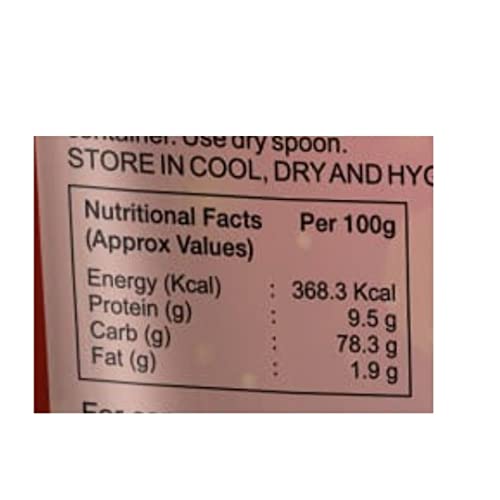 container. Use dry spoon.
STORE IN COOL, DRY AND HYG
Nutritional Facts Per 100g
(Approx Values)
Energy (Kcal) : 368.3 Kcal
Protein (g) : 9.5 g
Carb (g) : 78.3 g
Fat (g) : 1.9 g
For